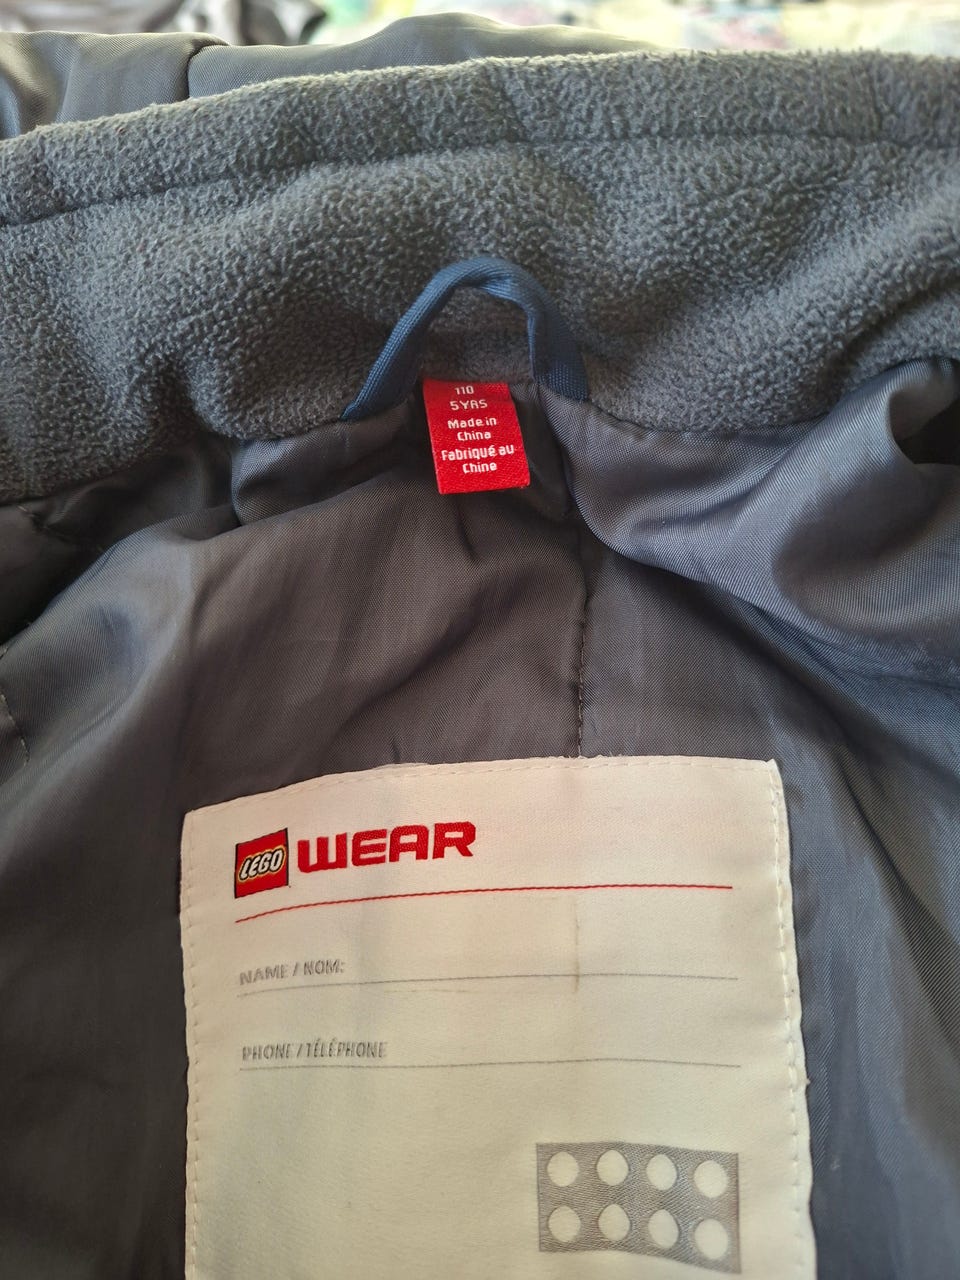 110
5YRS
Made in
China
Fabriqué au
Chine
LEGO WEAR
NAME / NOM:
PHONE / TÉLÉPHONE